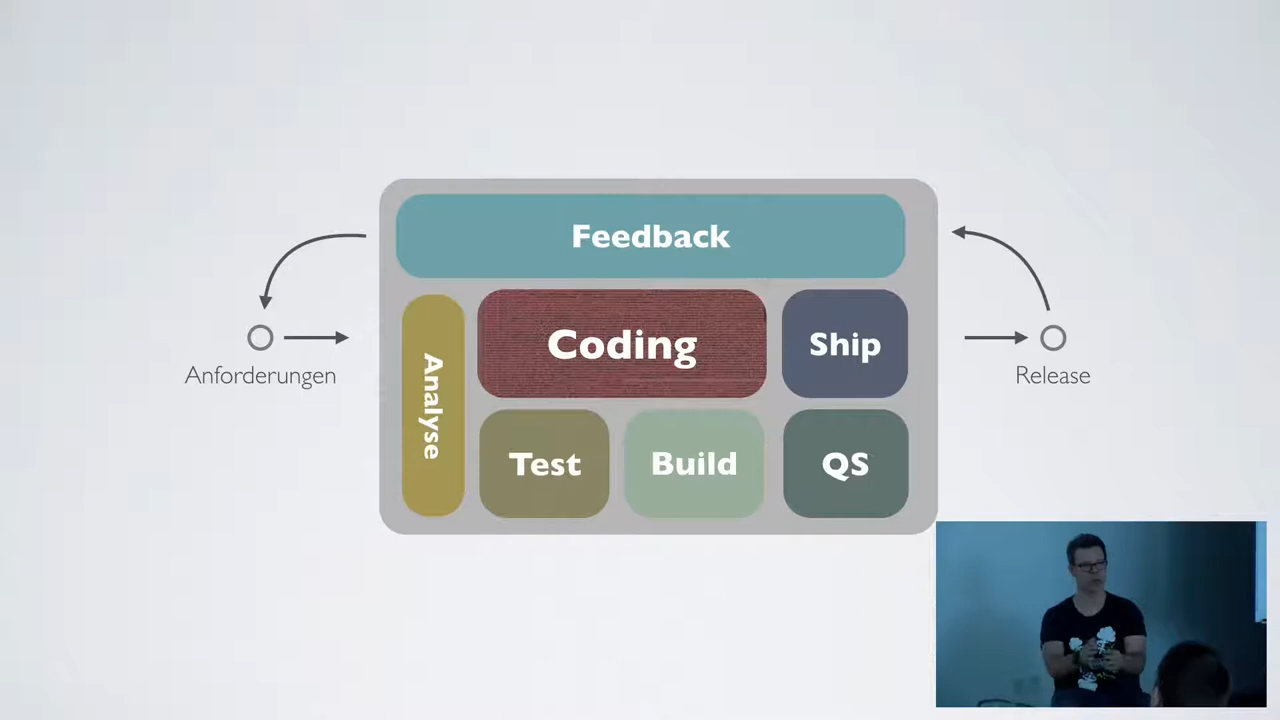 Feedback
Anforderungen
Analyse
Coding
Ship
Release
Test
Build
QS